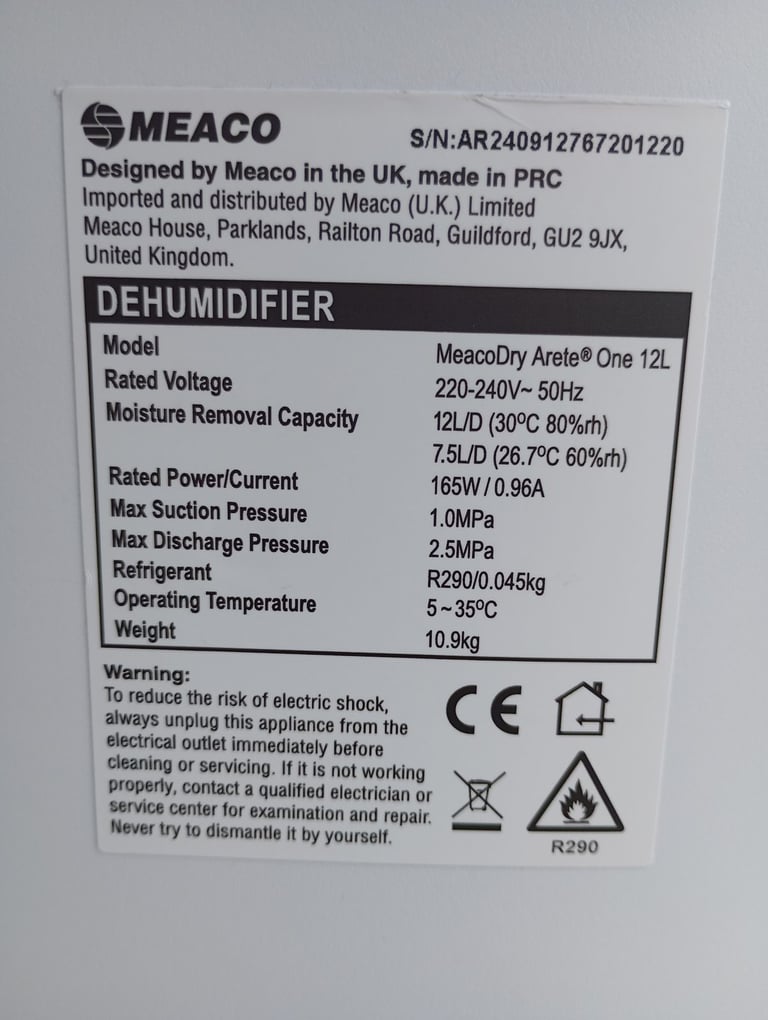 MEACO
S/N:AR240912767201220
Designed by Meaco in the UK, made in PRC
Imported and distributed by Meaco (U.K.) Limited
Meaco House, Parklands, Railton Road, Guildford, GU2 9JX,
United Kingdom.
DEHUMIDIFIER
Model MeacoDry Arete® One 12L
Rated Voltage 220-240V~ 50Hz
Moisture Removal Capacity 12L/D (30ºC 80%rh)
7.5L/D (26.7ºC 60%rh)
Rated Power/Current 165W / 0.96A
Max Suction Pressure 1.0MPa
Max Discharge Pressure 2.5MPa
Refrigerant R290/0.045kg
Operating Temperature 5~35ºC
Weight 10.9kg
Warning:
To reduce the risk of electric shock,
always unplug this appliance from the
electrical outlet immediately before
cleaning or servicing. If it is not working
properly, contact a qualified electrician or
service center for examination and repair.
Never try to dismantle it by yourself.
CE
R290